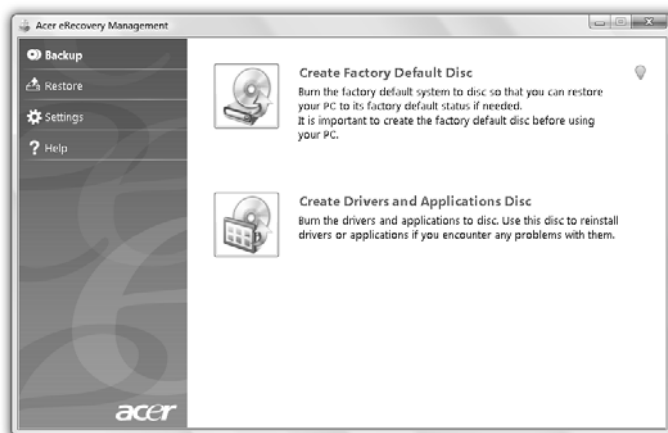 Acer eRecovery Management
Backup
Restore
Settings
? Help
Create Factory Default Disc
Burn the factory default system to disc so that you can restore
your PC to its factory default status if needed.
It is important to create the factory default disc before using
your PC.
Create Drivers and Applications Disc
Burn the drivers and applications to disc. Use this disc to reinstall
drivers or applications if you encounter any problems with them.
acer